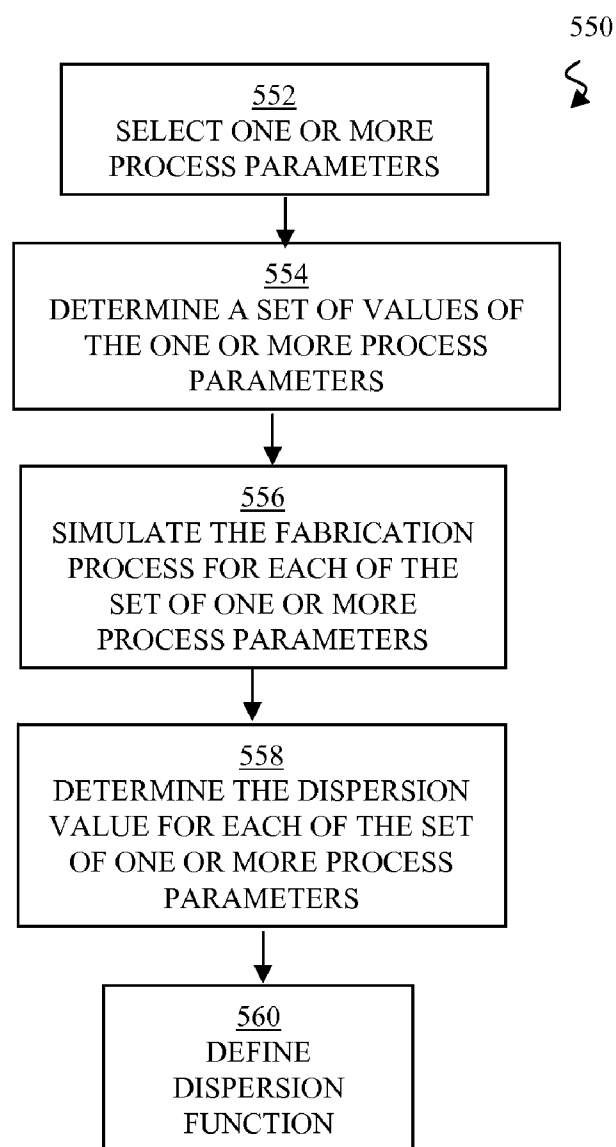 550
552
SELECT ONE OR MORE
PROCESS PARAMETERS
554
DETERMINE A SET OF VALUES OF
THE ONE OR MORE PROCESS
PARAMETERS
556
SIMULATE THE FABRICATION
PROCESS FOR EACH OF THE
SET OF ONE OR MORE
PROCESS PARAMETERS
558
DETERMINE THE DISPERSION
VALUE FOR EACH OF THE SET
OF ONE OR MORE PROCESS
PARAMETERS
560
DEFINE
DISPERSION
FUNCTION